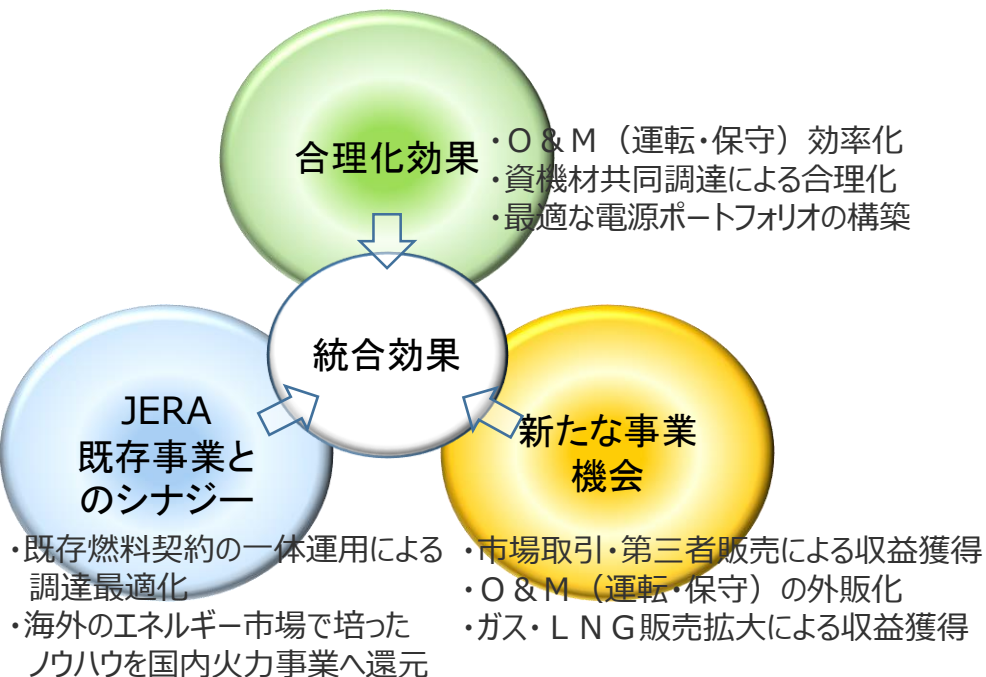 合理化効果
・O&M（運転・保守）効率化
・資機材共同調達による合理化
・最適な電源ポートフォリオの構築
統合効果
JERA
既存事業と
のシナジー
・既存燃料契約の一体運用による
調達最適化
・海外のエネルギー市場で培った
ノウハウを国内火力事業へ還元
新たな事業
機会
・市場取引・第三者販売による収益獲得
・O&M（運転・保守）の外販化
・ガス・LNG販売拡大による収益獲得